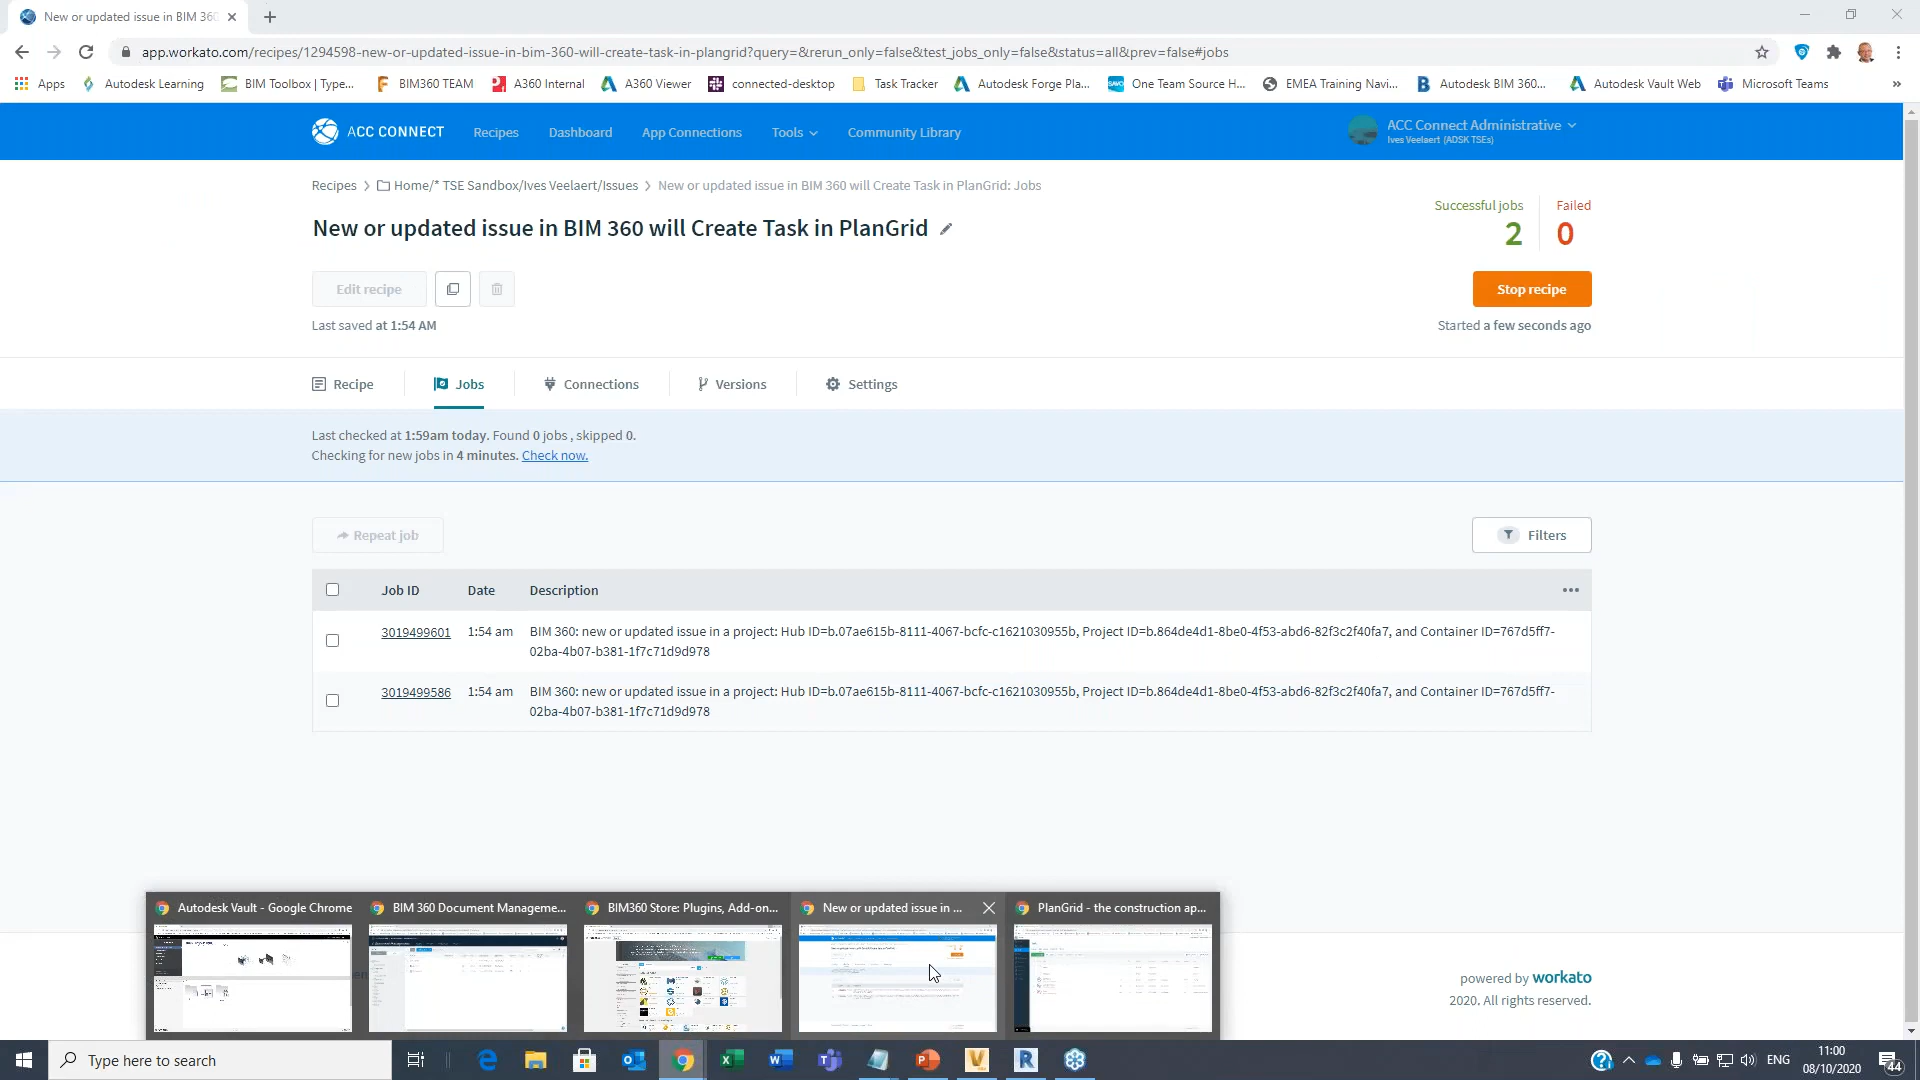 New or updated issue in BIM 360
app.workato.com/recipes/1294598-new-or-updated-issue-in-bim-360-will-create-task-in-plangrid?query=&rerun_only=false&test_jobs_only=false&status=all&prev=false#jobs
Apps Autodesk Learning BIM Toolbox | Type... BIM360 TEAM A360 Internal A360 Viewer connected-desktop Task Tracker Autodesk Forge Pla... One Team Source H... EMEA Training Navi... Autodesk BIM 360... Autodesk Vault Web Microsoft Teams »
ACC CONNECT Recipes Dashboard App Connections Tools Community Library ACC Connect Administrative
Ives Veelaert (ADSK TSEs)
Recipes > Home/* TSE Sandbox/Ives Veelaert/Issues > New or updated issue in BIM 360 will Create Task in PlanGrid: Jobs
Successful jobs Failed
New or updated issue in BIM 360 will Create Task in PlanGrid
2 0
Edit recipe Stop recipe
Last saved at 1:54 AM Started a few seconds ago
Recipe Jobs Connections Versions Settings
Last checked at 1:59am today. Found 0 jobs , skipped 0.
Checking for new jobs in 4 minutes. Check now.
Repeat job Filters
Job ID Date Description
3019499601 1:54 am BIM 360: new or updated issue in a project: Hub ID=b.07ae615b-8111-4067-bcfc-c1621030955b, Project ID=b.864de4d1-8be0-4f53-abd6-82f3c2f40fa7, and Container ID=767d5ff7-
02ba-4b07-b381-1f7c71d9d978
3019499586 1:54 am BIM 360: new or updated issue in a project: Hub ID=b.07ae615b-8111-4067-bcfc-c1621030955b, Project ID=b.864de4d1-8be0-4f53-abd6-82f3c2f40fa7, and Container ID=767d5ff7-
02ba-4b07-b381-1f7c71d9d978
Autodesk Vault - Google Chrome BIM 360 Document Manageme... BIM360 Store: Plugins, Add-on... New or updated issue in ... PlanGrid - the construction ap...
powered by workato
2020. All rights reserved.
Type here to search
ENG
11:00
08/10/2020
44